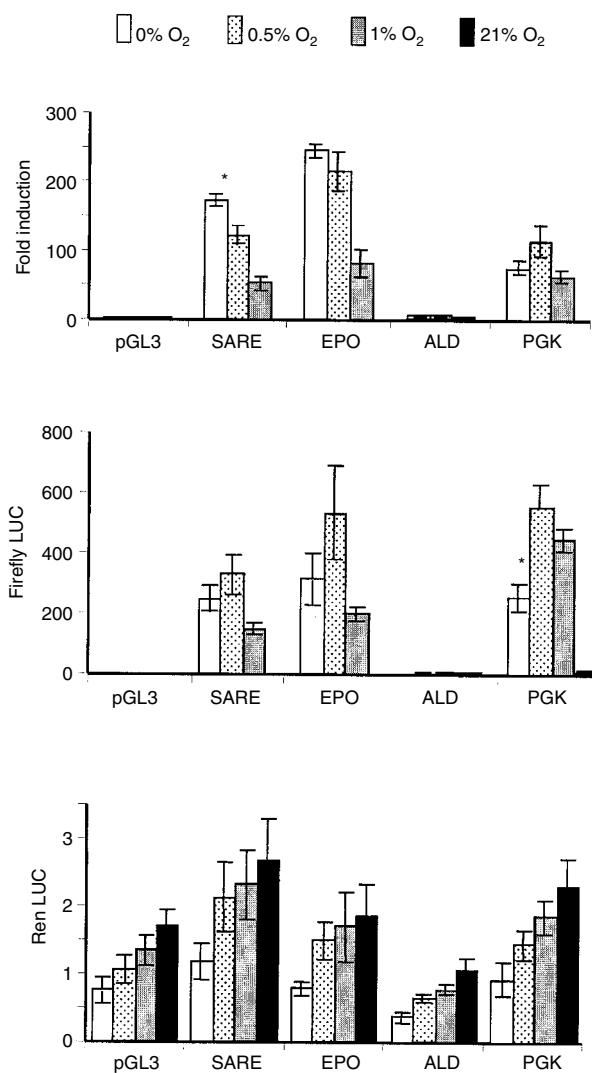 0% O₂ 0.5% O₂ 1% O₂ 21% O₂
300
200
100
0
Fold induction
*
pGL3 SARE EPO ALD PGK
800
600
400
200
0
Firefly LUC
*
pGL3 SARE EPO ALD PGK
3
2
1
0
Ren LUC
pGL3 SARE EPO ALD PGK